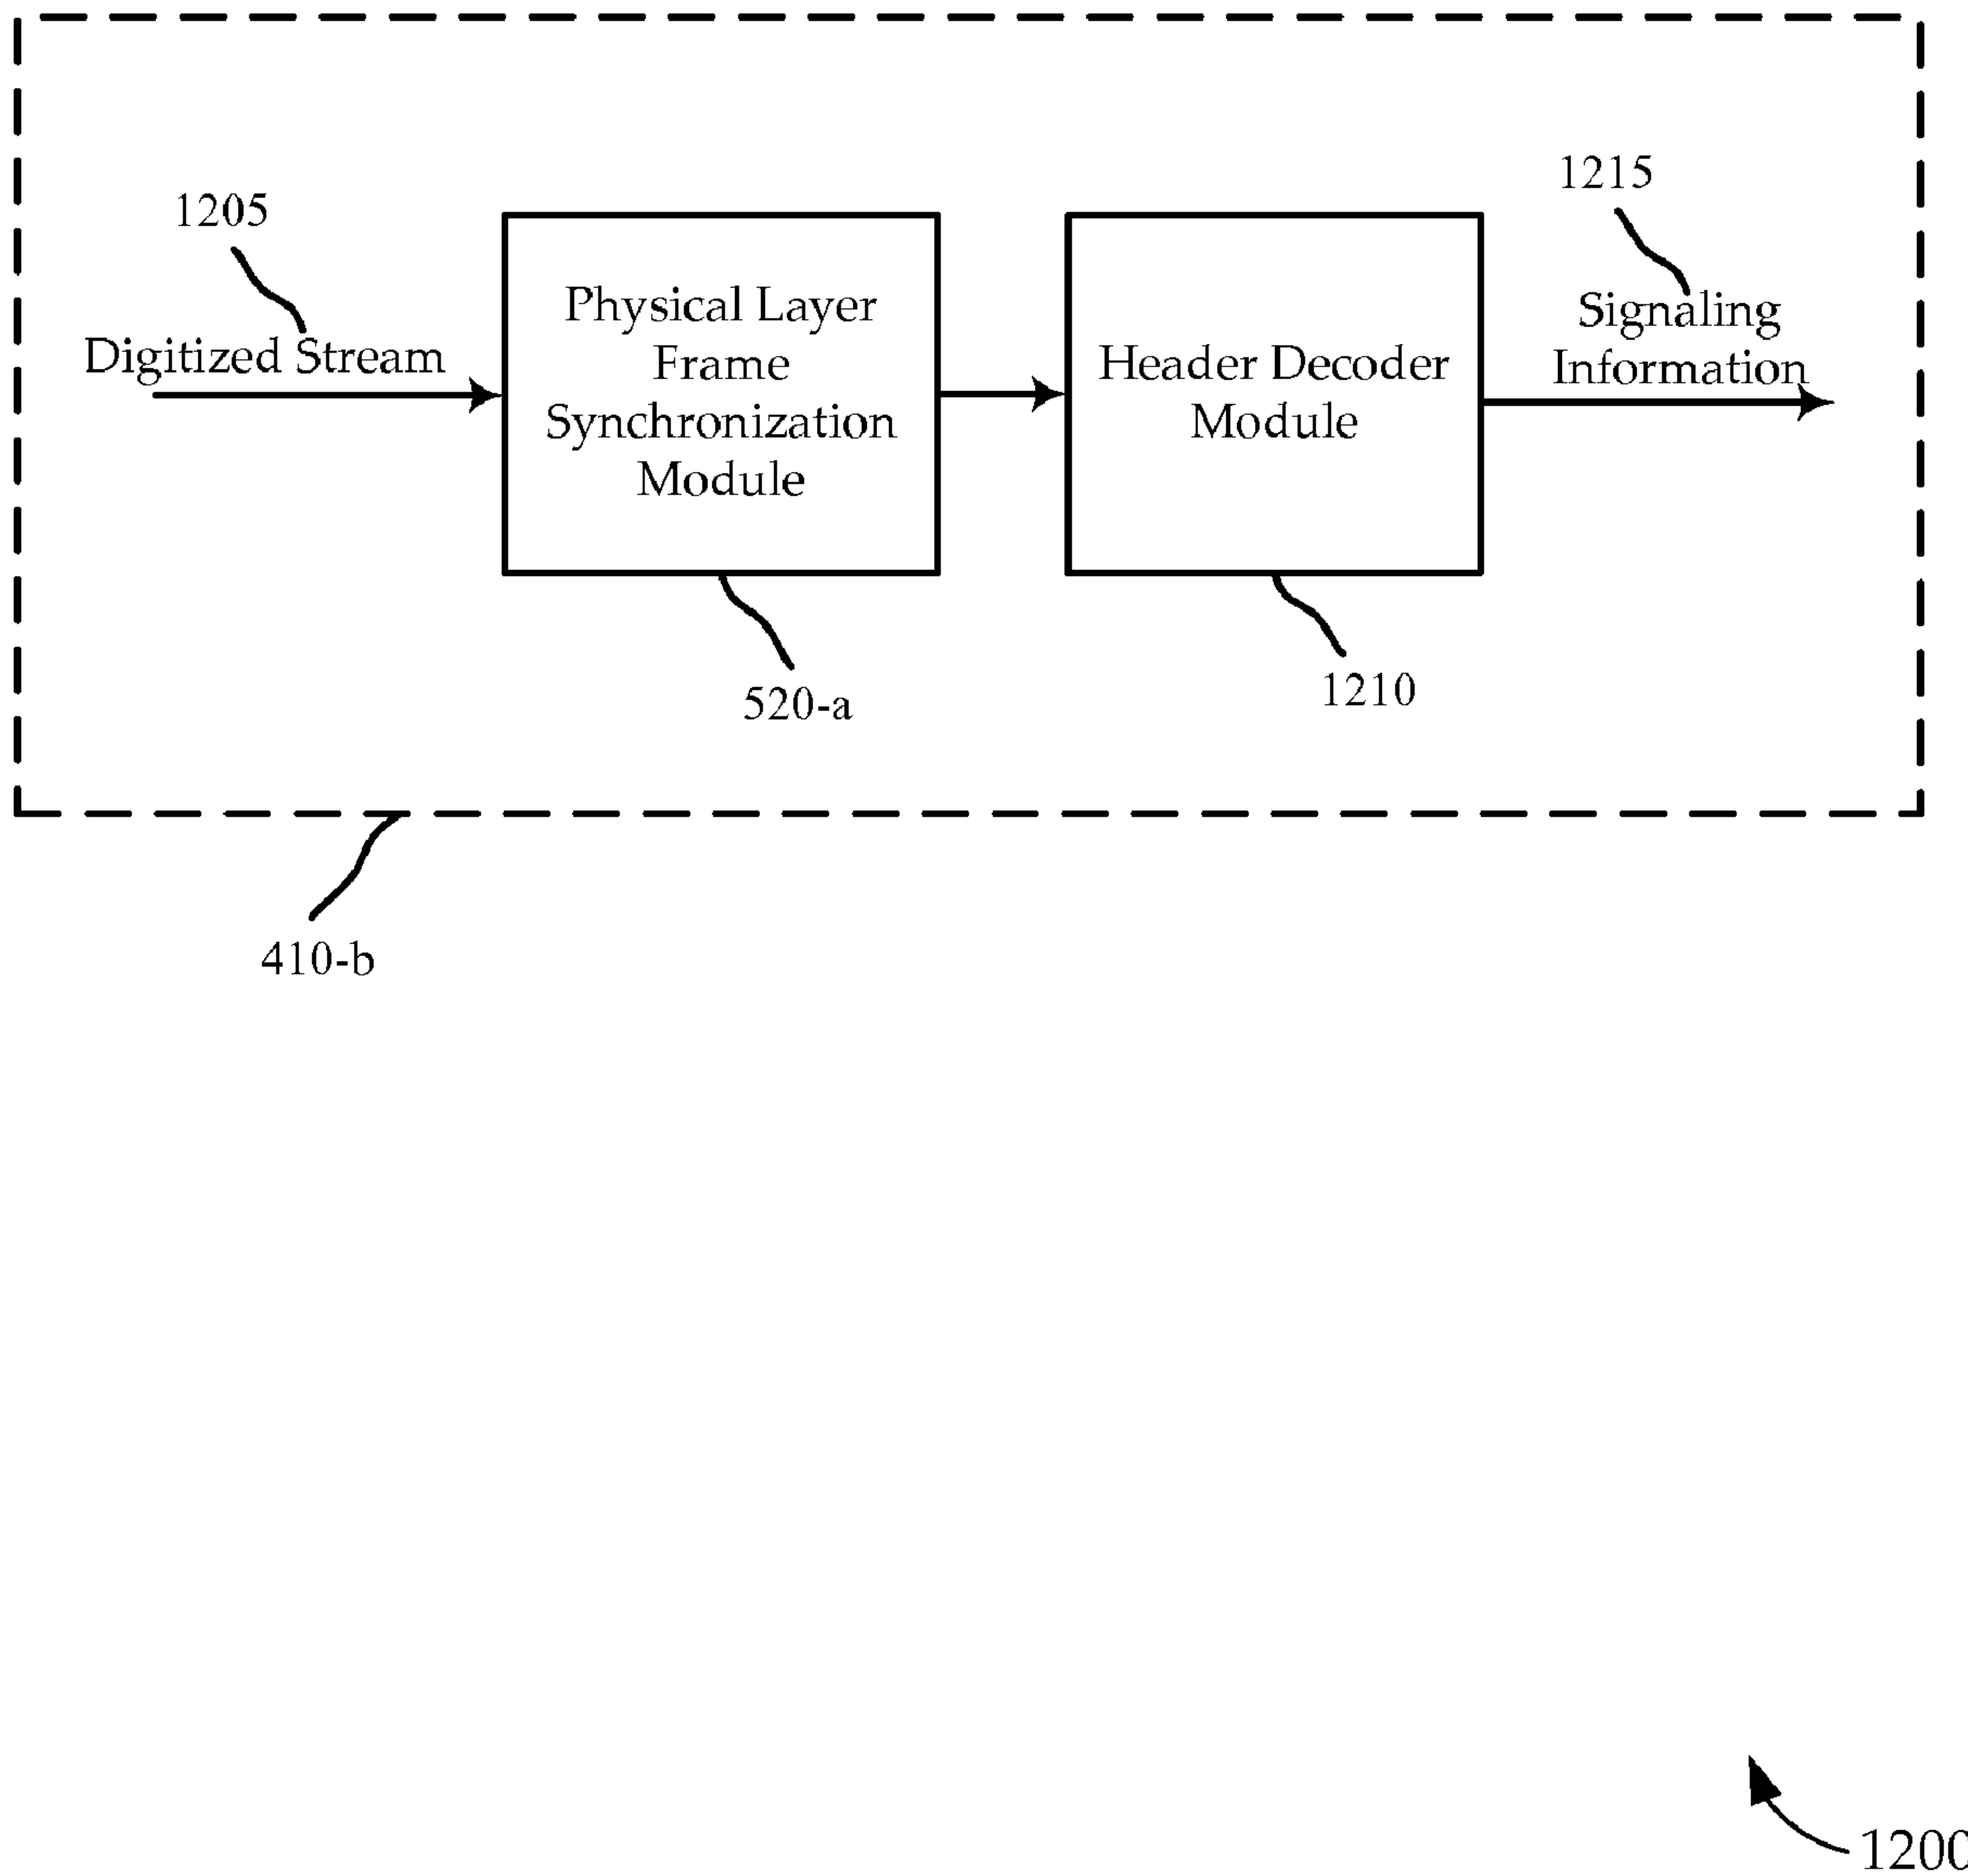 1205
1215
Digitized Stream
Physical Layer
Frame
Synchronization
Module
Header Decoder
Module
Signaling
Information
520-a
1210
410-b
1200